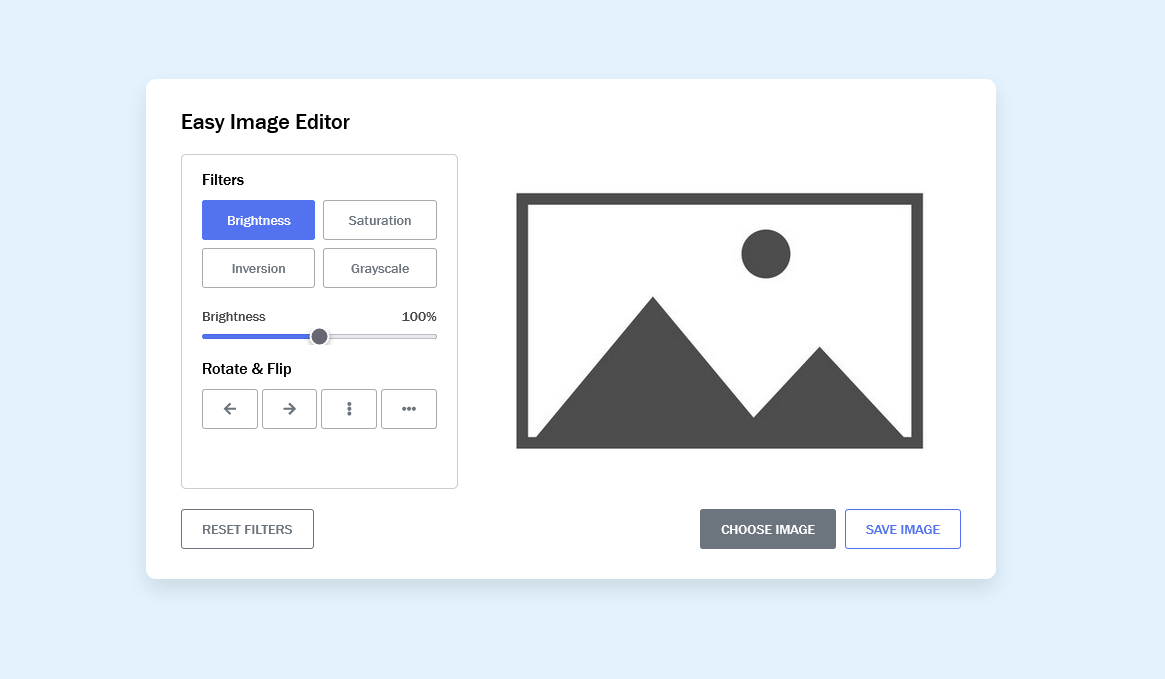 Easy Image Editor
Filters
Brightness
Saturation
Inversion
Grayscale
Brightness 100%
Rotate & Flip
RESET FILTERS
CHOOSE IMAGE
SAVE IMAGE